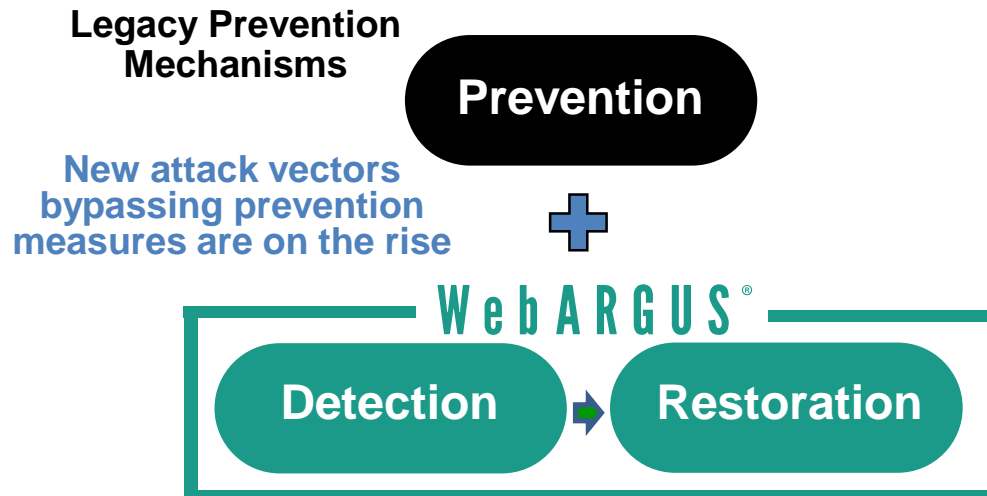 Legacy Prevention
Mechanisms
Prevention
New attack vectors
bypassing prevention
measures are on the rise
WebARGUS®
Detection
Restoration